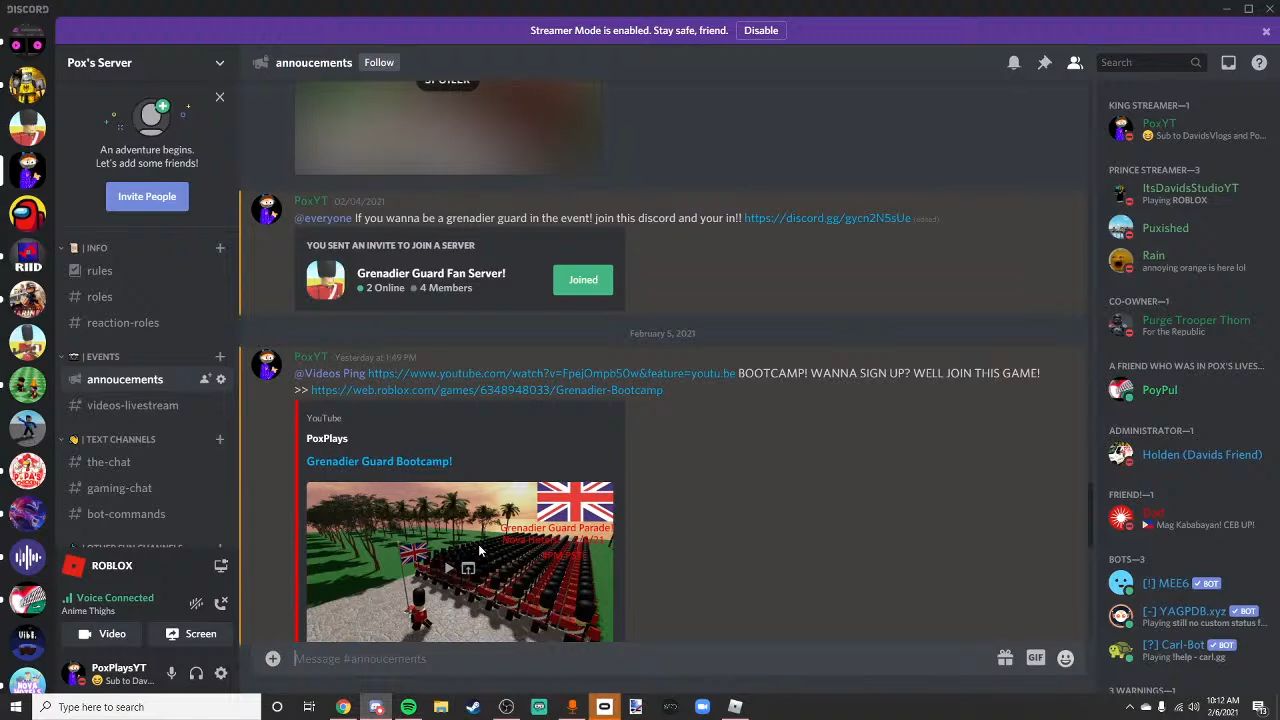 DISCORD
Streamer Mode is enabled. Stay safe, friend. Disable
Pox's Server
annoucements Follow
Search
An adventure begins.
Let's add some friends!
Invite People
INFO
rules
roles
reaction-roles
EVENTS
annoucements
videos-livestream
TEXT CHANNELS
the-chat
gaming-chat
bot-commands
ROBLOX
Voice Connected
Anime Thighs
Video
Screen
PoxPlaysYT
Sub to Dav...
SPOILER
PoxYT 02/04/2021
@everyone If you wanna be a grenadier guard in the event! join this discord and your in!! https://discord.gg/gycn2N5sUe (edited)
YOU SENT AN INVITE TO JOIN A SERVER
Grenadier Guard Fan Server!
2 Online 4 Members
Joined
February 5, 2021
PoxYT Yesterday at 1:49 PM
@Videos Ping https://www.youtube.com/watch?v=FpejOmpb50w&feature=youtu.be BOOTCAMP! WANNA SIGN UP? WELL JOIN THIS GAME!
>> https://web.roblox.com/games/6348948033/Grenadier-Bootcamp
YouTube
PoxPlays
Grenadier Guard Bootcamp!
Grenadier Guard Parade!
Message #annoucements
GIF
KING STREAMER—1
PoxYT
Sub to DavidsVlogs and Po...
PRINCE STREAMER—3
ItsDavidsStudioYT
Playing ROBLOX
Puxished
Rain
annoying orange is here lol
CO-OWNER—1
Purge Trooper Thorn
For the Republic
A FRIEND WHO WAS IN POX'S LIVES...
PoyPul
ADMINISTRATOR—1
Holden (Davids Friend)
FRIEND!—1
Dad
Mag Kababayan! CEB UP!
BOTS—3
[!] MEE6 BOT
[-] YAGPDB.xyz BOT
Playing still no custom status f...
[?] Carl-Bot BOT
Playing !help - carl.gg
3 WARNINGS—1
RIID
Type here to search
10:12 AM
2/6/2021